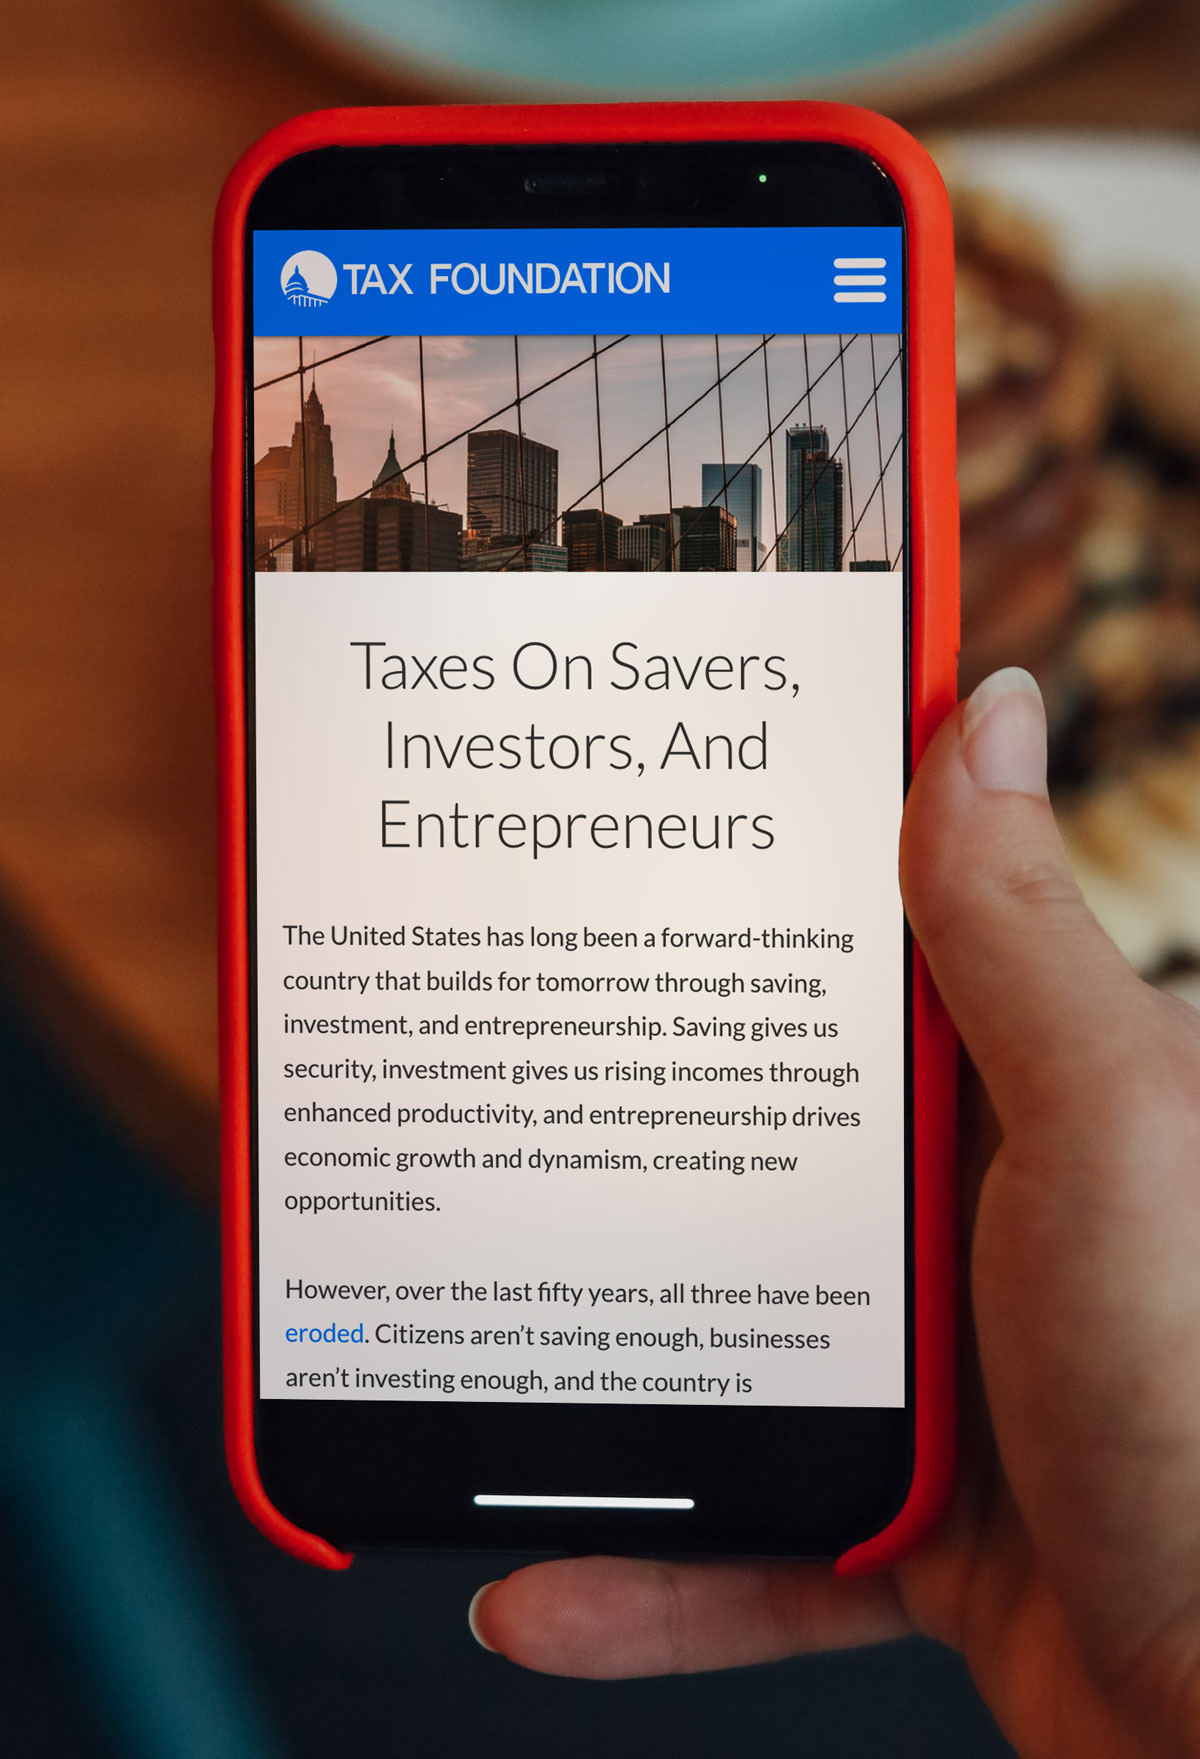 TAX FOUNDATION
Taxes On Savers,
Investors, And
Entrepreneurs
The United States has long been a forward-thinking
country that builds for tomorrow through saving,
investment, and entrepreneurship. Saving gives us
security, investment gives us rising incomes through
enhanced productivity, and entrepreneurship drives
economic growth and dynamism, creating new
opportunities.
However, over the last fifty years, all three have been
eroded. Citizens aren’t saving enough, businesses
aren’t investing enough, and the country is